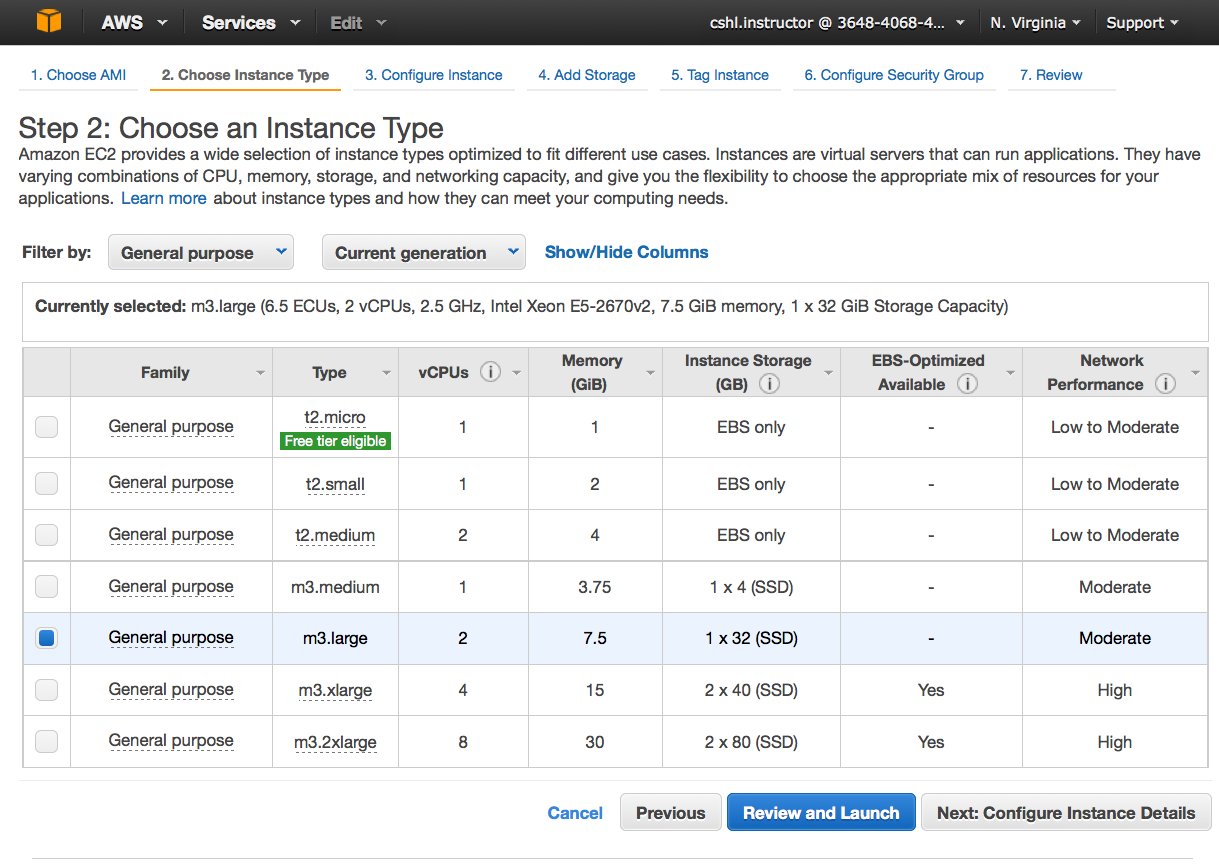 AWS Services Edit cshl.instructor @ 3648-4068-4... N. Virginia Support
1. Choose AMI 2. Choose Instance Type 3. Configure Instance 4. Add Storage 5. Tag Instance 6. Configure Security Group 7. Review
Step 2: Choose an Instance Type
Amazon EC2 provides a wide selection of instance types optimized to fit different use cases. Instances are virtual servers that can run applications. They have
varying combinations of CPU, memory, storage, and networking capacity, and give you the flexibility to choose the appropriate mix of resources for your
applications. Learn more about instance types and how they can meet your computing needs.
Filter by: General purpose Current generation Show/Hide Columns
Currently selected: m3.large (6.5 ECUs, 2 vCPUs, 2.5 GHz, Intel Xeon E5-2670v2, 7.5 GiB memory, 1 x 32 GiB Storage Capacity)
Family Type vCPUs i Memory (GiB) Instance Storage (GB) i EBS-Optimized Available i Network Performance i
General purpose t2.micro 1 1 EBS only - Low to Moderate
Free tier eligible
General purpose t2.small 1 2 EBS only - Low to Moderate
General purpose t2.medium 2 4 EBS only - Low to Moderate
General purpose m3.medium 1 3.75 1 x 4 (SSD) - Moderate
General purpose m3.large 2 7.5 1 x 32 (SSD) - Moderate
General purpose m3.xlarge 4 15 2 x 40 (SSD) Yes High
General purpose m3.2xlarge 8 30 2 x 80 (SSD) Yes High
Cancel Previous Review and Launch Next: Configure Instance Details